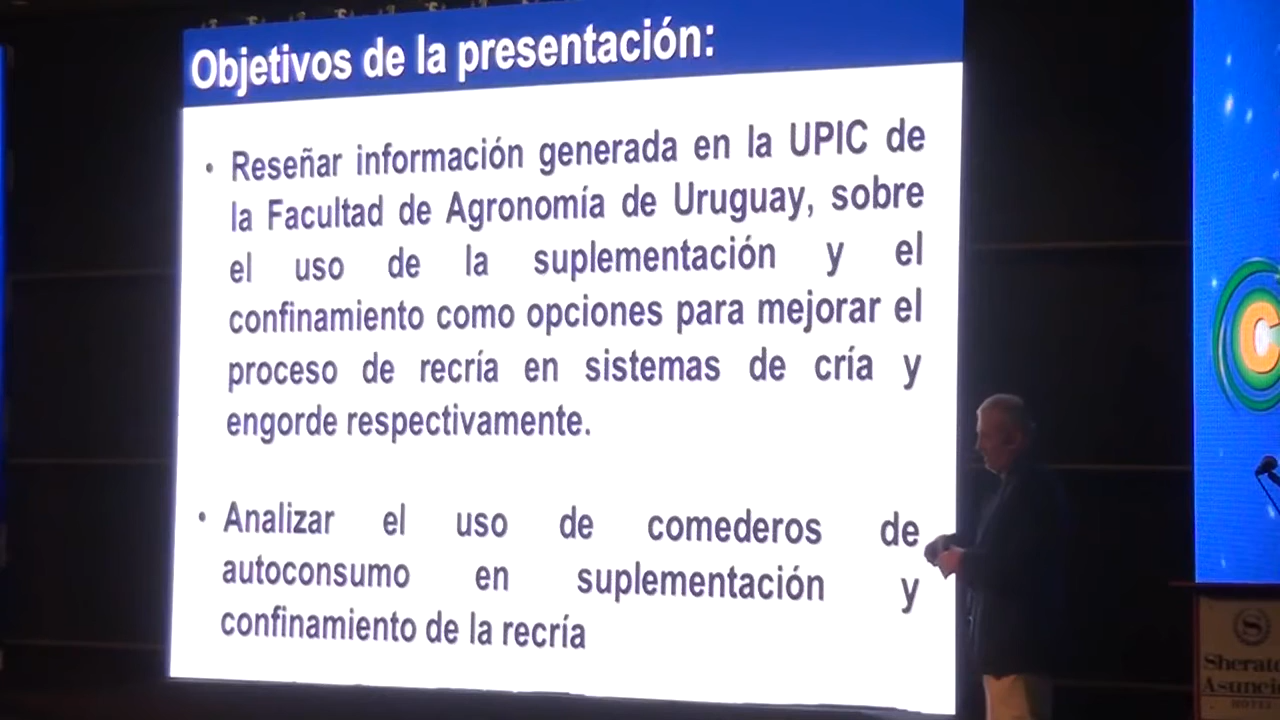 Objetivos de la presentación:
• Reseñar información generada en la UPIC de
la Facultad de Agronomía de Uruguay, sobre
el uso de la suplementación y el
confinamiento como opciones para mejorar el
proceso de recría en sistemas de cría y
engorde respectivamente.
• Analizar el uso de comederos de
autoconsumo en suplementación y
confinamiento de la recría
C
S
Sherat
Asunci
HOTEL